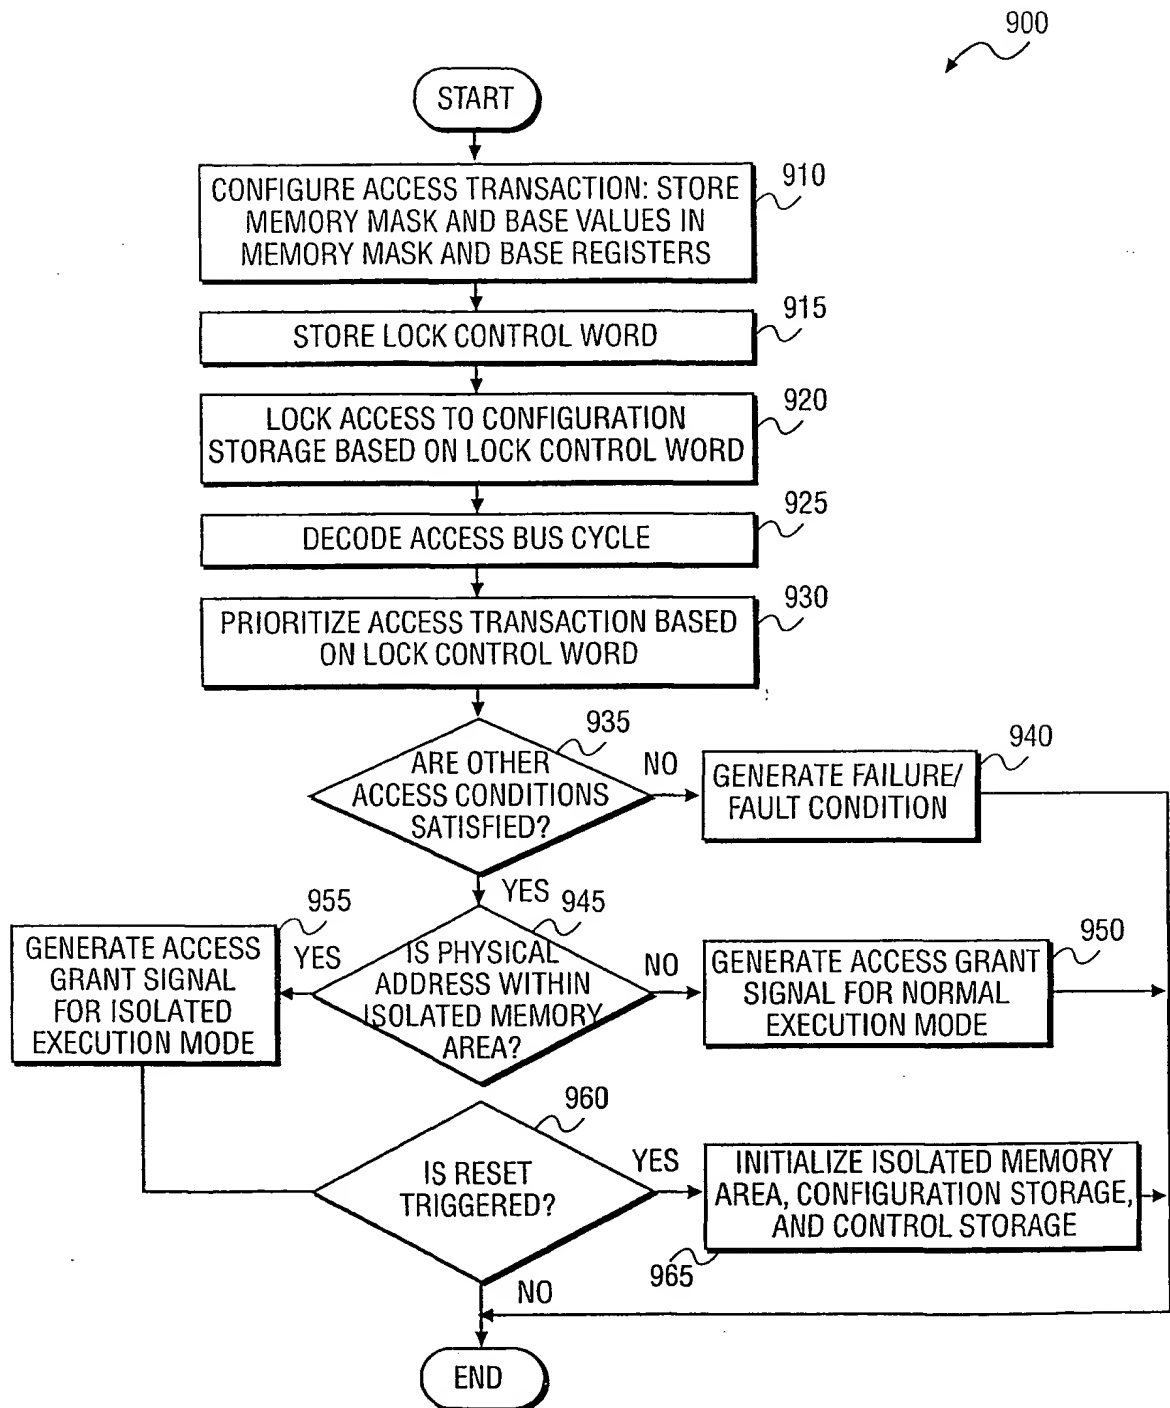 900
START
CONFIGURE ACCESS TRANSACTION: STORE
MEMORY MASK AND BASE VALUES IN
MEMORY MASK AND BASE REGISTERS
910
STORE LOCK CONTROL WORD
915
LOCK ACCESS TO CONFIGURATION
STORAGE BASED ON LOCK CONTROL WORD
920
DECODE ACCESS BUS CYCLE
925
PRIORITIZE ACCESS TRANSACTION BASED
ON LOCK CONTROL WORD
930
ARE OTHER
ACCESS CONDITIONS
SATISFIED?
935
NO
GENERATE FAILURE/
FAULT CONDITION
940
YES
IS PHYSICAL
ADDRESS WITHIN
ISOLATED MEMORY
AREA?
945
NO
GENERATE ACCESS GRANT
SIGNAL FOR NORMAL
EXECUTION MODE
950
YES
GENERATE ACCESS
GRANT SIGNAL
FOR ISOLATED
EXECUTION MODE
955
IS RESET
TRIGGERED?
960
YES
INITIALIZE ISOLATED MEMORY
AREA, CONFIGURATION STORAGE,
AND CONTROL STORAGE
965
NO
END